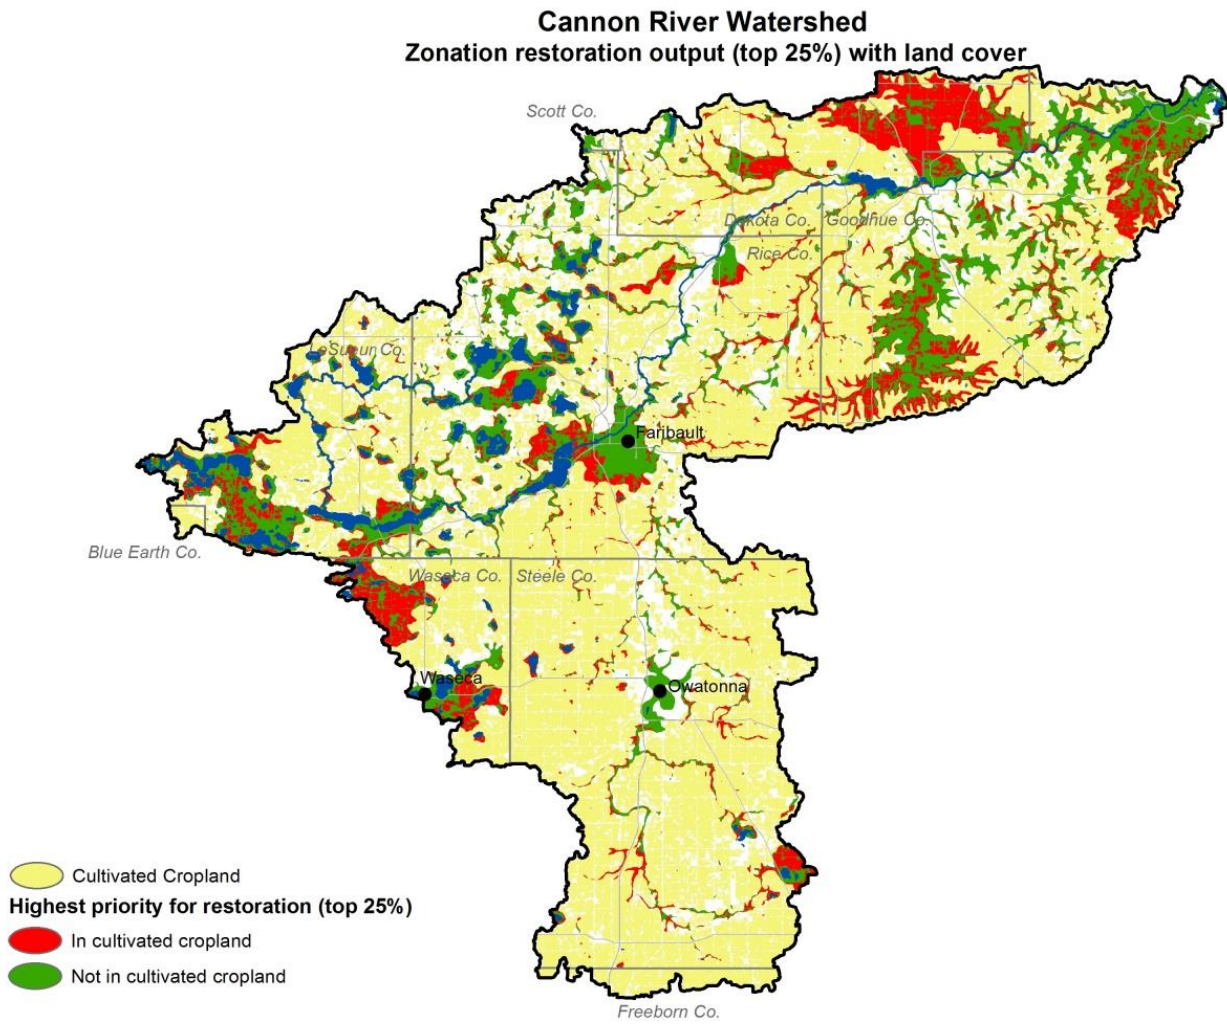 Cannon River Watershed
Zonation restoration output (top 25%) with land cover
Scott Co.
Dakota Co.
Goodhue Co.
Rice Co.
LeSueur Co.
Faribault
Blue Earth Co.
Waseca Co.
Steele Co.
Waseca
Owatonna
Cultivated Cropland
Highest priority for restoration (top 25%)
In cultivated cropland
Not in cultivated cropland
Freeborn Co.